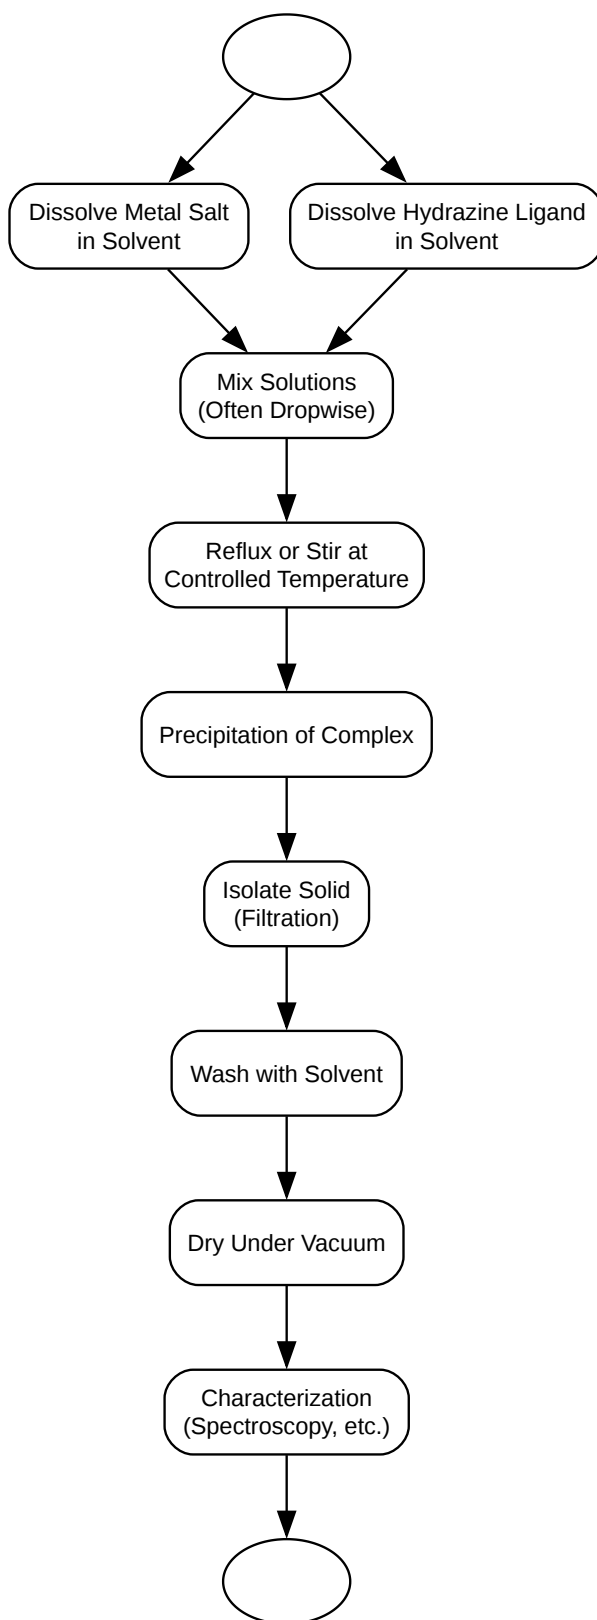 Dissolve Metal Salt
in Solvent
Dissolve Hydrazine Ligand
in Solvent
Mix Solutions
(Often Dropwise)
Reflux or Stir at
Controlled Temperature
Precipitation of Complex
Isolate Solid
(Filtration)
Wash with Solvent
Dry Under Vacuum
Characterization
(Spectroscopy, etc.)